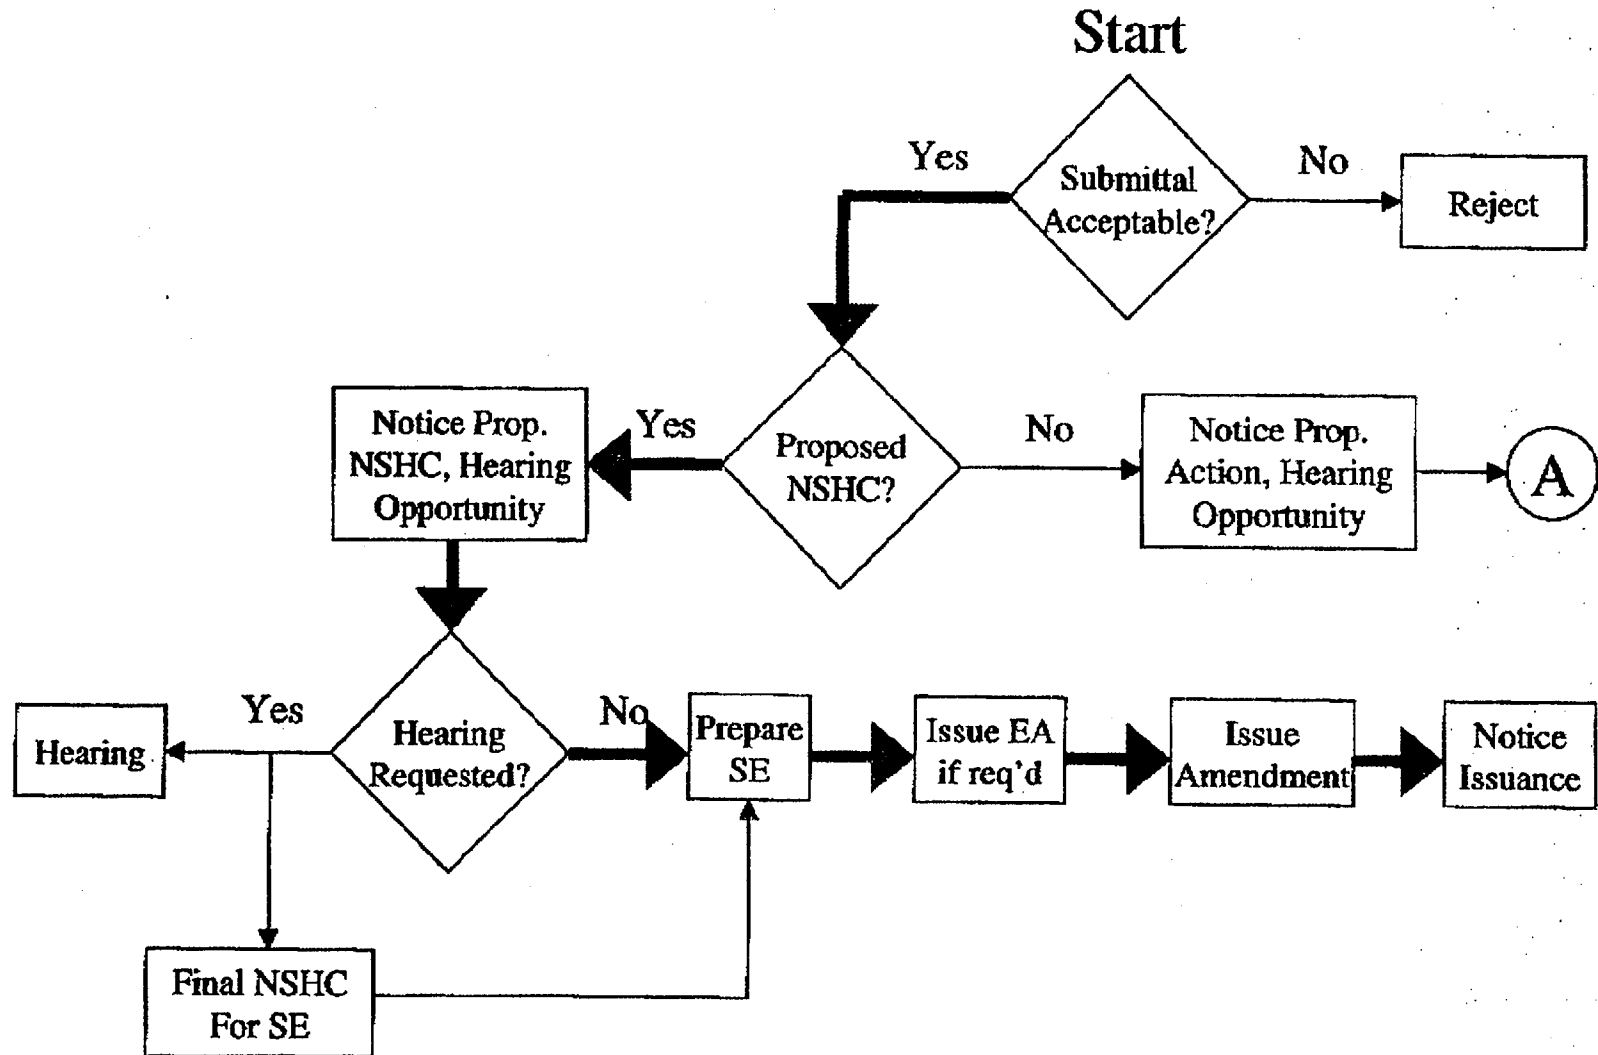 Start
Yes
Submittal
Acceptable?
No
Reject
Notice Prop.
NSHC, Hearing
Opportunity
Yes
Proposed
NSHC?
No
Notice Prop.
Action, Hearing
Opportunity
A
Hearing
Yes
Hearing
Requested?
No
Prepare
SE
Issue EA
if req'd
Issue
Amendment
Notice
Issuance
Final NSHC
For SE